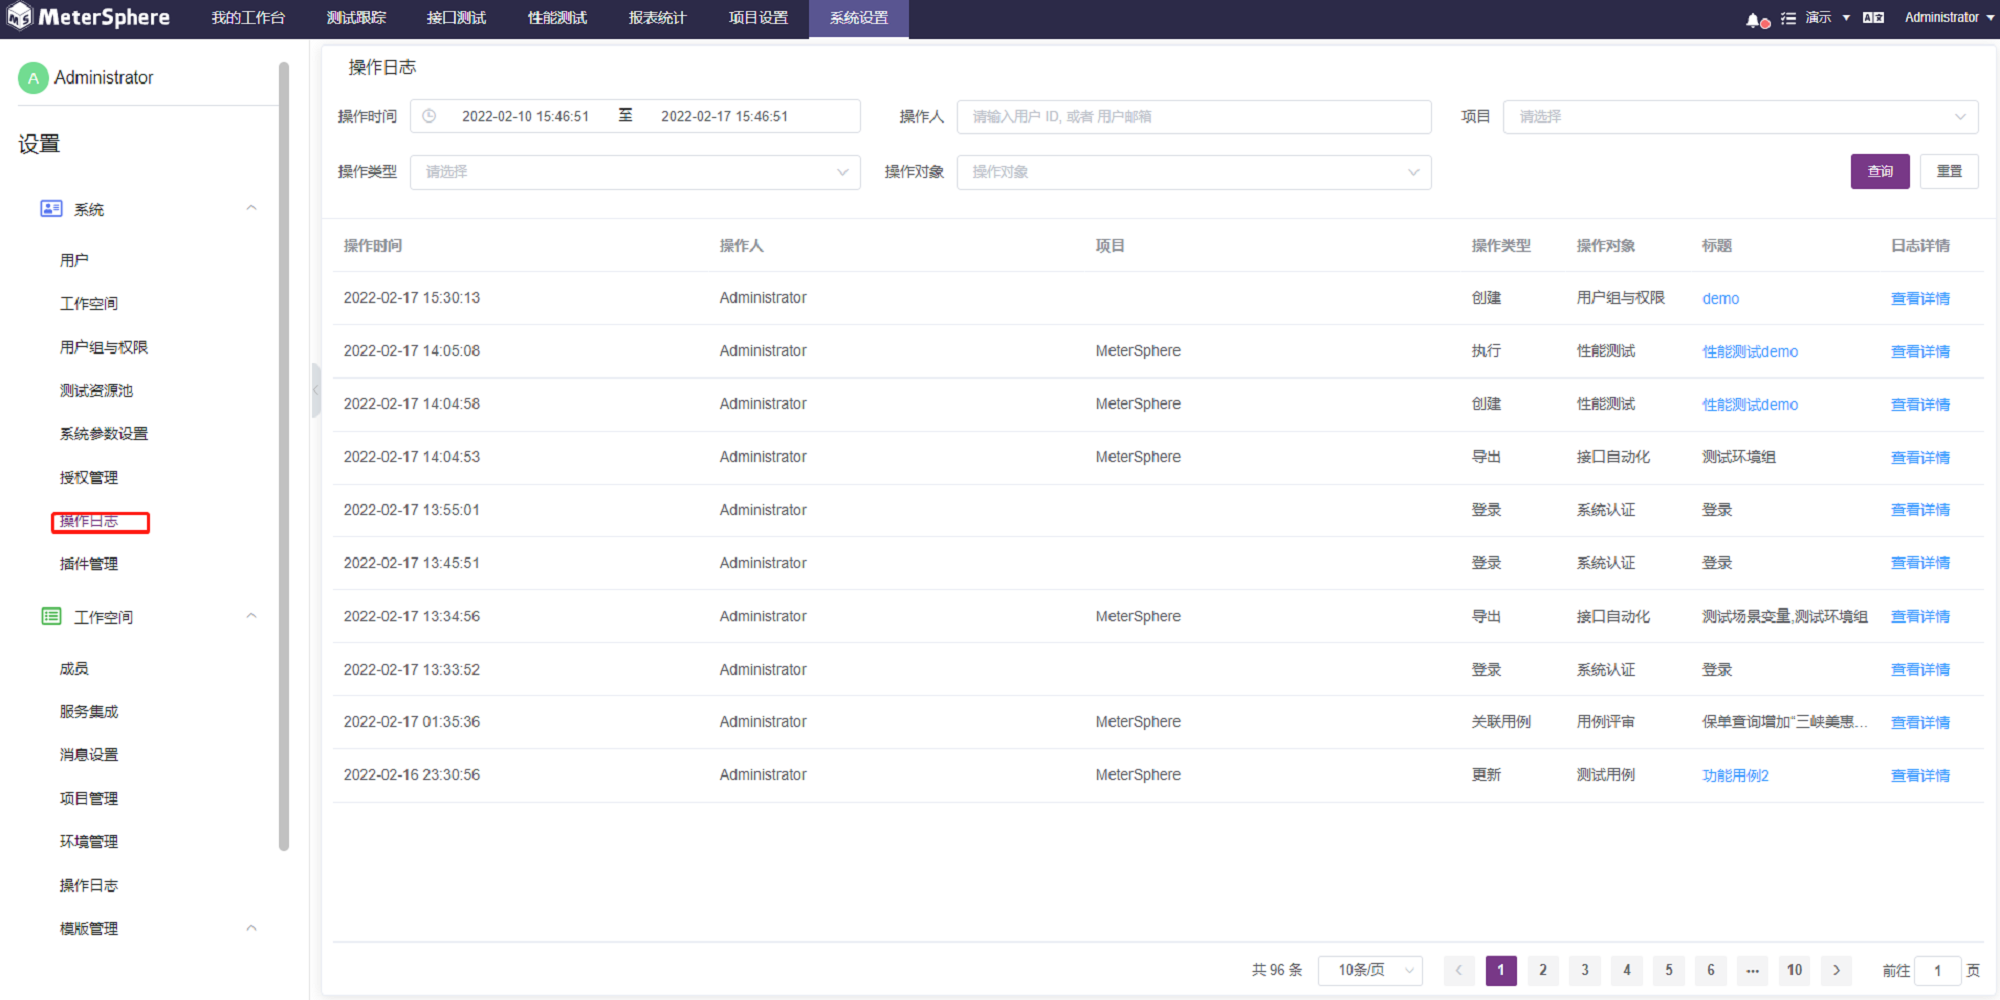 MeterSphere 我的工作台 测试跟踪 接口测试 性能测试 报表统计 项目设置 系统设置 演示 Administrator
A Administrator
设置
系统
用户
工作空间
用户组与权限
测试资源池
系统参数设置
授权管理
操作日志
插件管理
工作空间
成员
服务集成
消息设置
项目管理
环境管理
操作日志
模版管理
操作日志
操作时间 2022-02-10 15:46:51 至 2022-02-17 15:46:51 操作人 请输入用户 ID, 或者 用户邮箱 项目 请选择
操作类型 请选择 操作对象 操作对象 查询 重置
操作时间 操作人 项目 操作类型 操作对象 标题 日志详情
2022-02-17 15:30:13 Administrator 创建 用户组与权限 demo 查看详情
2022-02-17 14:05:08 Administrator MeterSphere 执行 性能测试 性能测试demo 查看详情
2022-02-17 14:04:58 Administrator MeterSphere 创建 性能测试 性能测试demo 查看详情
2022-02-17 14:04:53 Administrator MeterSphere 导出 接口自动化 测试环境组 查看详情
2022-02-17 13:55:01 Administrator 登录 系统认证 登录 查看详情
2022-02-17 13:45:51 Administrator 登录 系统认证 登录 查看详情
2022-02-17 13:34:56 Administrator MeterSphere 导出 接口自动化 测试场景变量,测试环境组 查看详情
2022-02-17 13:33:52 Administrator 登录 系统认证 登录 查看详情
2022-02-17 01:35:36 Administrator MeterSphere 关联用例 用例评审 保单查询增加“三峡美惠... 查看详情
2022-02-16 23:30:56 Administrator MeterSphere 更新 测试用例 功能用例2 查看详情
共 96 条 10条/页 1 2 3 4 5 6 ... 10 前往 1 页